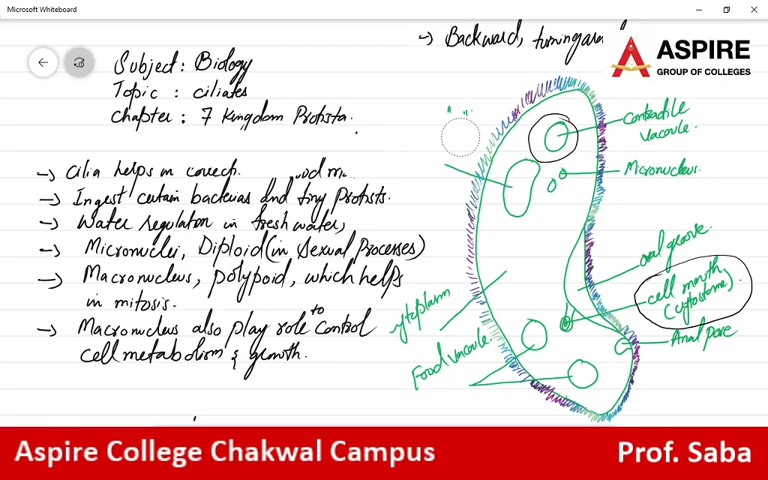 Microsoft Whiteboard
→ Backward, turning
ASPIRE
GROUP OF COLLEGES
Subject : Biology
Topic : ciliates
Chapter : 7 Kingdom Protista.
→ Cilia helps in
→ Ingest certain bacterias and tiny Protists.
→ Water regulation in fresh water,
→ Micronuclei, Diploid (in Sexual Processes)
→ Macronucleus, polypoid, which helps
in mitosis.
→ Macronucleus also play role to control
cell metabolism & growth.
Contractile
vacuole
Micronucleus.
oral groove
cell mouth
(cytostome)
Anal pore
ytoplasm
Food vacuole
Aspire College Chakwal Campus
Prof. Saba